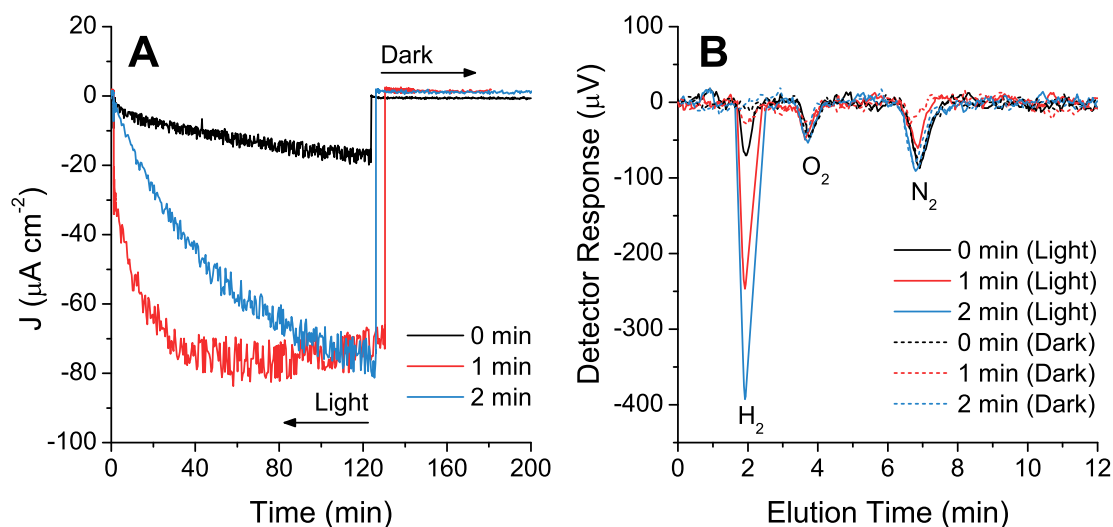 A
Dark
20
0
-20
-40
-60
-80
-100
J (μA cm⁻²)
0 min
1 min
2 min
Light
0
40
80
120
160
200
Time (min)
B
100
0
-100
-200
-300
-400
Detector Response (μV)
O₂
N₂
H₂
0 min (Light)
1 min (Light)
2 min (Light)
0 min (Dark)
1 min (Dark)
2 min (Dark)
0
2
4
6
8
10
12
Elution Time (min)